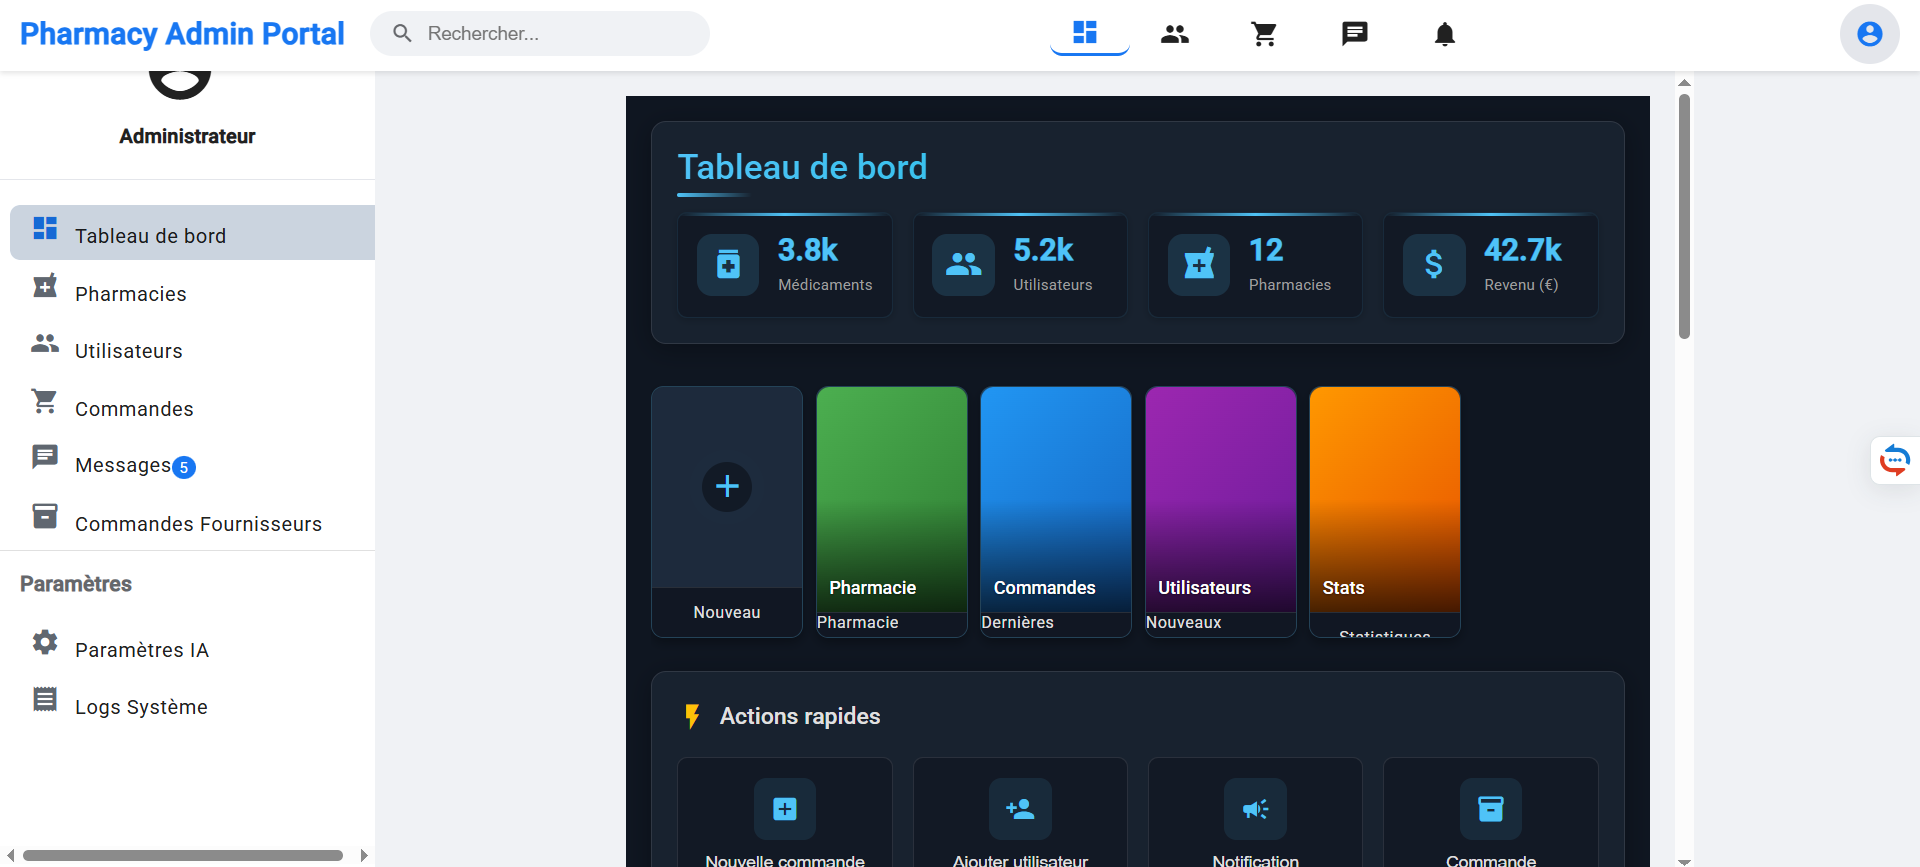 Pharmacy Admin Portal
Rechercher...
Administrateur
Tableau de bord
Pharmacies
Utilisateurs
Commandes
Messages 5
Commandes Fournisseurs
Paramètres
Paramètres IA
Logs Système
Tableau de bord
3.8k
Médicaments
5.2k
Utilisateurs
12
Pharmacies
42.7k
Revenu (€)
Nouveau
Pharmacie
Pharmacie
Commandes
Dernières
Utilisateurs
Nouveaux
Stats
Statistiques
Actions rapides
Nouvelle commande
Ajouter utilisateur
Notification
Commande